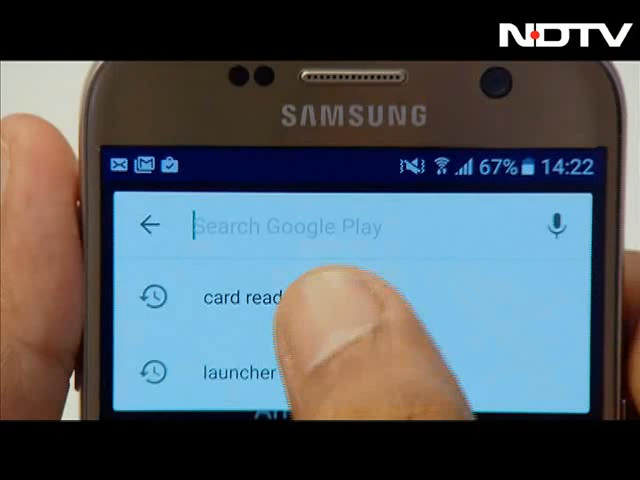 NDTV
SAMSUNG
67% 14:22
Search Google Play
card read
launcher